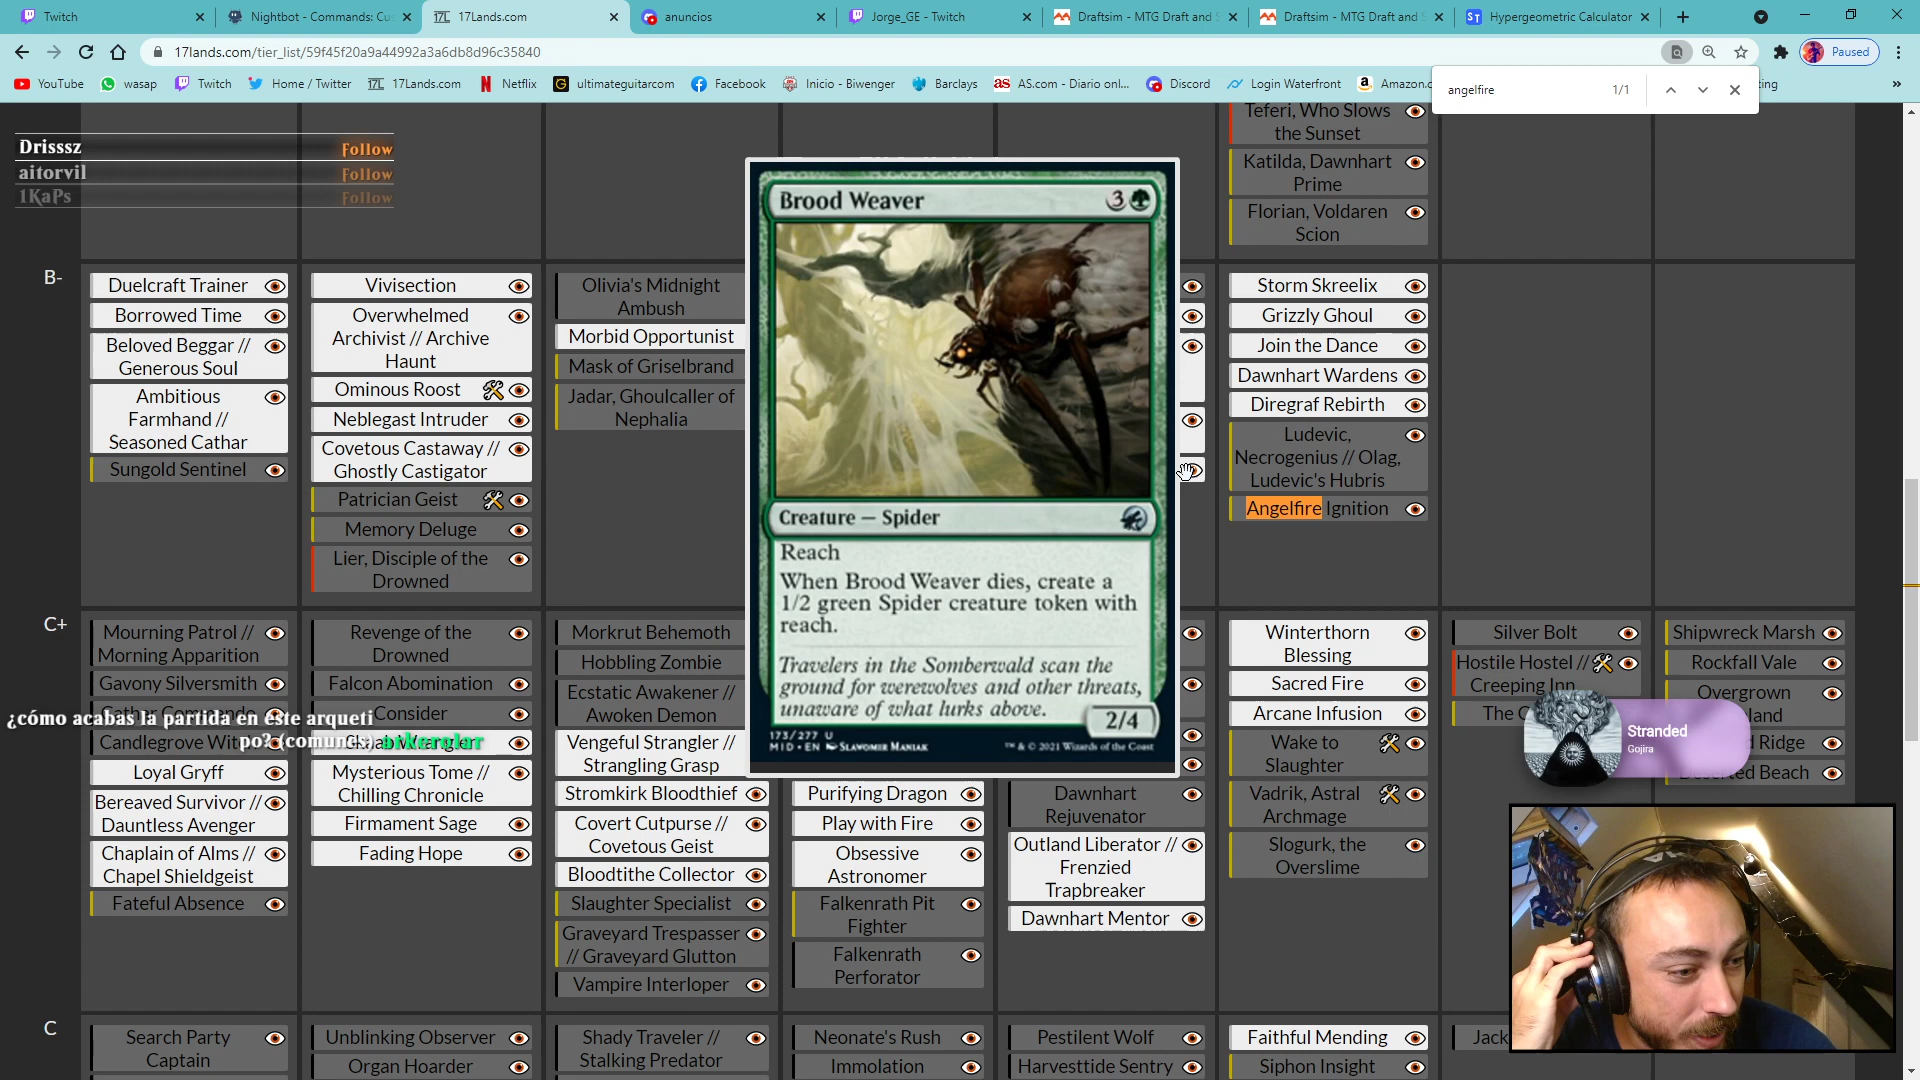 Twitch
Nightbot - Commands: Cu
17Lands.com
anuncios
Jorge_GE - Twitch
Draftsim - MTG Draft and S
Draftsim - MTG Draft and S
Hypergeometric Calculator
17lands.com/tier_list/59f45f20a9a44992a3a6db8d96c35840
Paused
YouTube
wasap
Twitch
Home / Twitter
17Lands.com
Netflix
ultimateguitarcom
Facebook
Inicio - Biwenger
Barclays
AS.com - Diario onl...
Discord
Login Waterfront
Amazon.c
angelfire
1/1
Drisssz Follow
aitorvil Follow
1KaPs Follow
Teferi, Who Slows
the Sunset
Katilda, Dawnhart
Prime
Florian, Voldaren
Scion
B-
Duelcraft Trainer
Borrowed Time
Beloved Beggar //
Generous Soul
Ambitious
Farmhand //
Seasoned Cathar
Sungold Sentinel
Vivisection
Overwhelmed
Archivist // Archive
Haunt
Ominous Roost
Neblegast Intruder
Covetous Castaway //
Ghostly Castigator
Patrician Geist
Memory Deluge
Lier, Disciple of the
Drowned
Olivia's Midnight
Ambush
Morbid Opportunist
Mask of Griselbrand
Jadar, Ghoulcaller of
Nephalia
Brood Weaver 3
Creature — Spider
Reach
When Brood Weaver dies, create a
1/2 green Spider creature token with
reach.
Travelers in the Somberwald scan the
ground for werewolves and other threats,
unaware of what lurks above.
2/4
173/277 U
MID • EN SLAWOMIR MANIAK
™ & © 2021 Wizards of the Coast
Storm Skreelix
Grizzly Ghoul
Join the Dance
Dawnhart Wardens
Diregraf Rebirth
Ludevic,
Necrogenius // Olag,
Ludevic's Hubris
Angelfire Ignition
C+
Mourning Patrol //
Morning Apparition
Gavony Silversmith
Candlegrove Wit
Loyal Gryff
Bereaved Survivor //
Dauntless Avenger
Chaplain of Alms //
Chapel Shieldgeist
Fateful Absence
¿cómo acabas la partida en este arqueti
po? (comunes)
Revenge of the
Drowned
Falcon Abomination
Consider
Mysterious Tome //
Chilling Chronicle
Firmament Sage
Fading Hope
Morkrut Behemoth
Hobbling Zombie
Ecstatic Awakener //
Awoken Demon
Vengeful Strangler //
Strangling Grasp
Stromkirk Bloodthief
Covert Cutpurse //
Covetous Geist
Bloodtithe Collector
Slaughter Specialist
Graveyard Trespasser
// Graveyard Glutton
Vampire Interloper
Purifying Dragon
Play with Fire
Obsessive
Astronomer
Falkenrath Pit
Fighter
Falkenrath
Perforator
Dawnhart
Rejuvenator
Outland Liberator //
Frenzied
Trapbreaker
Dawnhart Mentor
Winterthorn
Blessing
Sacred Fire
Arcane Infusion
Wake to
Slaughter
Vadrik, Astral
Archmage
Slogurk, the
Overslime
Silver Bolt
Hostile Hostel //
Creeping Inn
The C
Shipwreck Marsh
Rockfall Vale
Overgrown
land
Ridge
Deserted Beach
Stranded
Gojira
C
Search Party
Captain
Unblinking Observer
Organ Hoarder
Shady Traveler //
Stalking Predator
Neonate's Rush
Immolation
Pestilent Wolf
Harvesttide Sentry
Faithful Mending
Siphon Insight
Jack